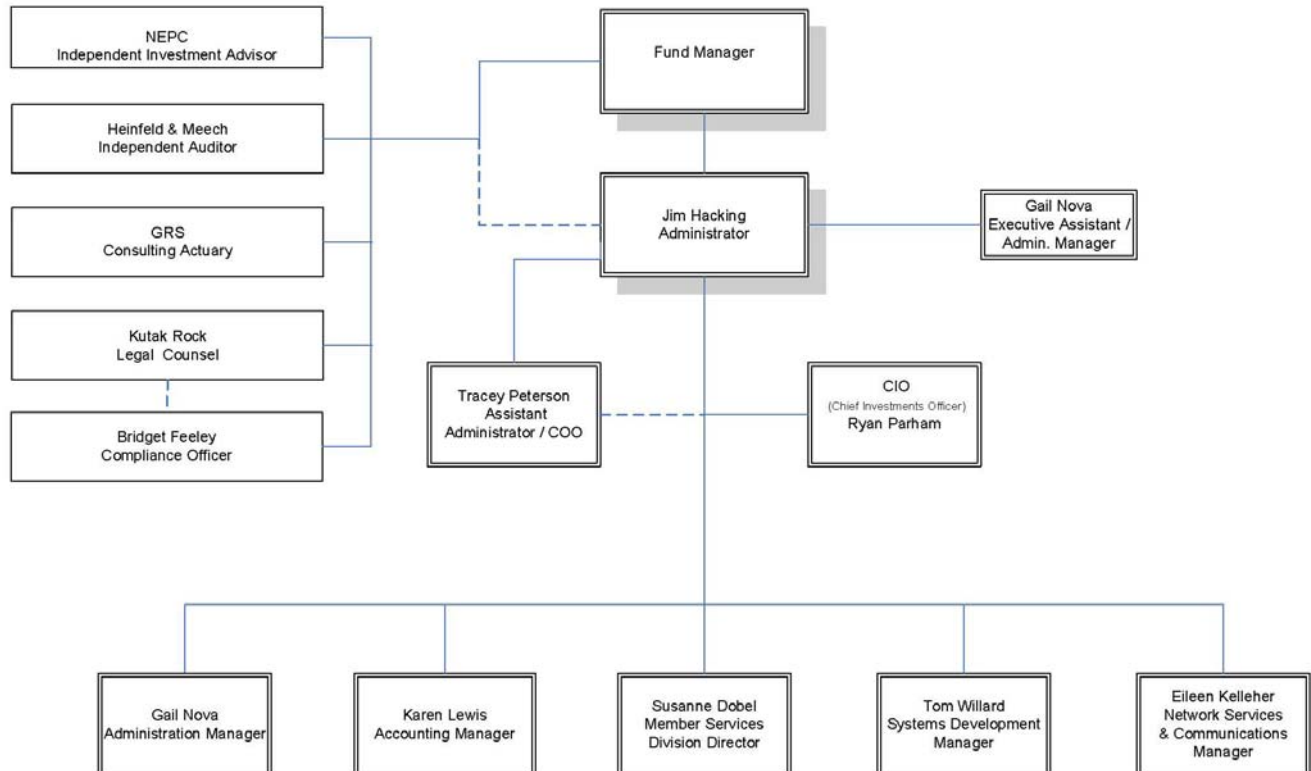 NEPC
Independent Investment Advisor
Heinfeld & Meech
Independent Auditor
GRS
Consulting Actuary
Kutak Rock
Legal Counsel
Bridget Feeley
Compliance Officer
Fund Manager
Jim Hacking
Administrator
Gail Nova
Executive Assistant /
Admin. Manager
Tracey Peterson
Assistant
Administrator / COO
CIO
(Chief Investments Officer)
Ryan Parham
Gail Nova
Administration Manager
Karen Lewis
Accounting Manager
Susanne Dobel
Member Services
Division Director
Tom Willard
Systems Development
Manager
Eileen Kelleher
Network Services
& Communications
Manager